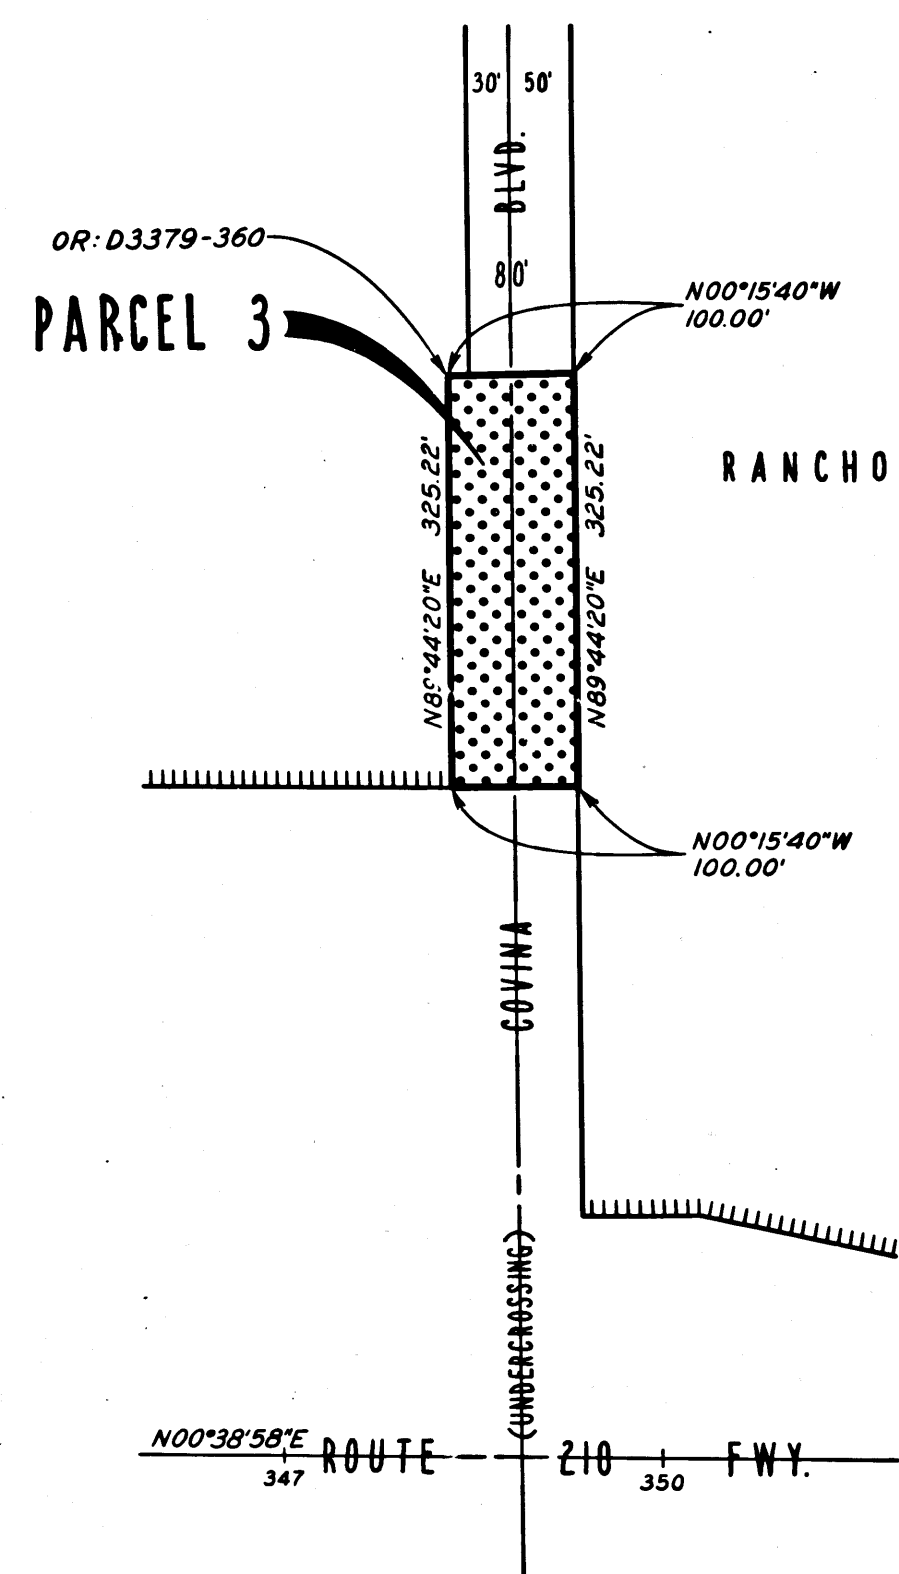 30' 50'
BLVD.
80'
OR: D3379-360
PARCEL 3
N00°15'40"W
100.00'
325.22'
325.22'
RANCHO
N89°44'20"E
N89°44'20"E
N00°15'40"W
100.00'
COVINA
(UNDERCROSSING)
N00°38'58"E
ROUTE 210 FWY.
347
350